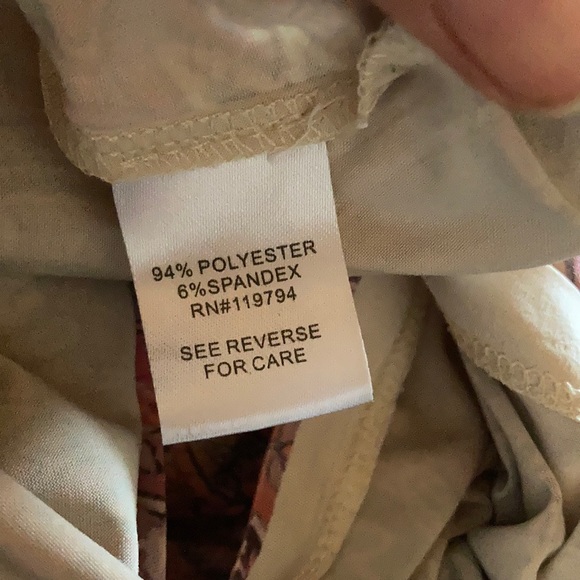 94% POLYESTER
6%SPANDEX
RN#119794
SEE REVERSE
FOR CARE